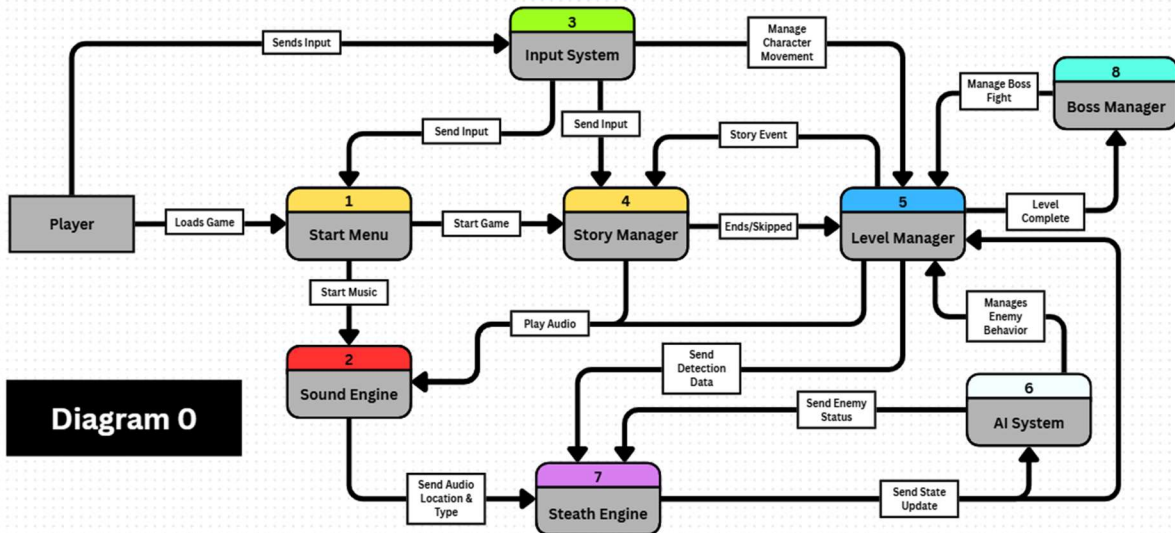 3
Input System
Sends Input
Manage
Character
Movement
8
Boss Manager
Manage Boss
Fight
Send Input
Send Input
Story Event
Player
Loads Game
1
Start Menu
Start Game
4
Story Manager
Ends/Skipped
5
Level Manager
Level
Complete
Start Music
Play Audio
Manages
Enemy
Behavior
2
Sound Engine
Send
Detection
Data
6
AI System
Send Enemy
Status
Diagram 0
Send Audio
Location &
Type
7
Steath Engine
Send State
Update